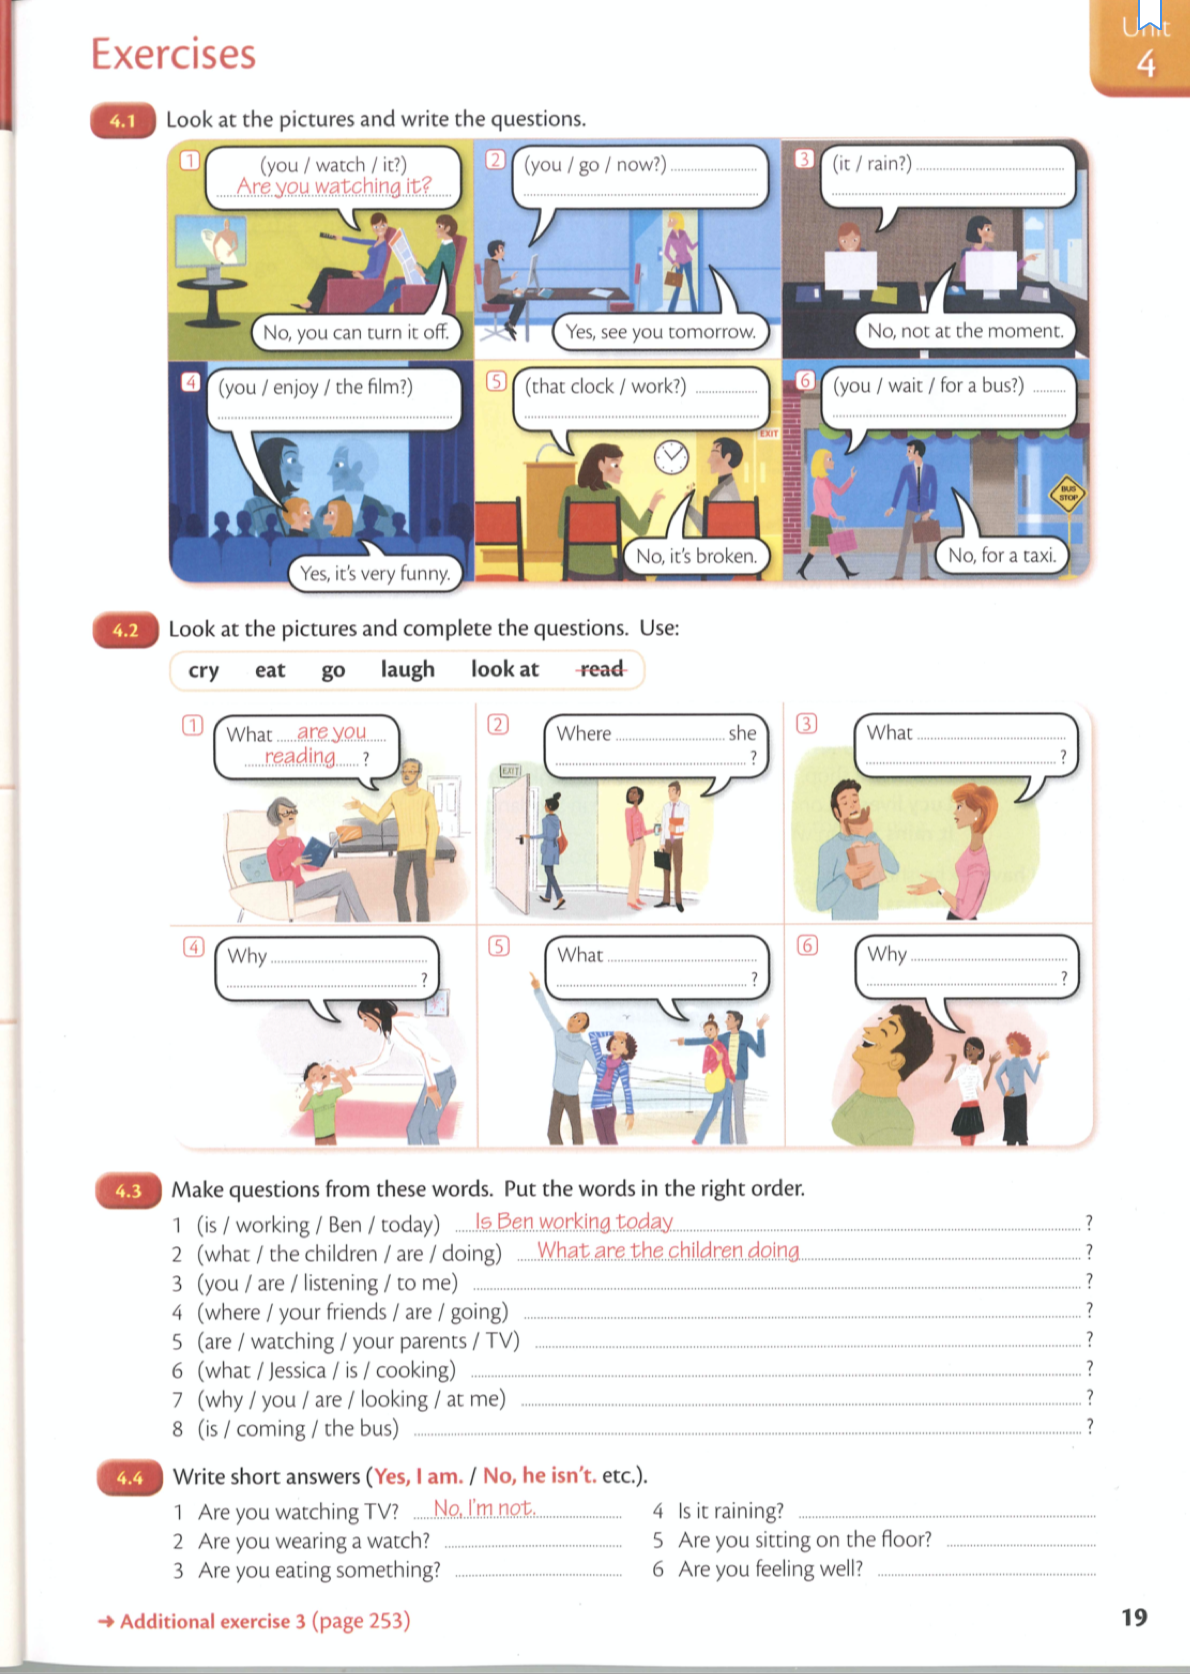 Unit
4
Exercises
4.1 Look at the pictures and write the questions.
1 (you / watch / it?)
Are you watching it?
No, you can turn it off.
2 (you / go / now?)
Yes, see you tomorrow.
3 (it / rain?)
No, not at the moment.
4 (you / enjoy / the film?)
Yes, it's very funny.
5 (that clock / work?)
EXIT
No, it's broken.
6 (you / wait / for a bus?)
BUS
STOP
No, for a taxi.
4.2 Look at the pictures and complete the questions. Use:
cry eat go laugh look at read
1 What are you
reading ?
2 Where she
?
EXIT
3 What
?
4 Why
?
5 What
?
6 Why
?
4.3 Make questions from these words. Put the words in the right order.
1 (is / working / Ben / today) Is Ben working today ?
2 (what / the children / are / doing) What are the children doing ?
3 (you / are / listening / to me) ?
4 (where / your friends / are / going) ?
5 (are / watching / your parents / TV) ?
6 (what / Jessica / is / cooking) ?
7 (why / you / are / looking / at me) ?
8 (is / coming / the bus) ?
4.4 Write short answers (Yes, I am. / No, he isn't. etc.).
1 Are you watching TV? No, I'm not.
2 Are you wearing a watch?
3 Are you eating something?
4 Is it raining?
5 Are you sitting on the floor?
6 Are you feeling well?
→ Additional exercise 3 (page 253)
19